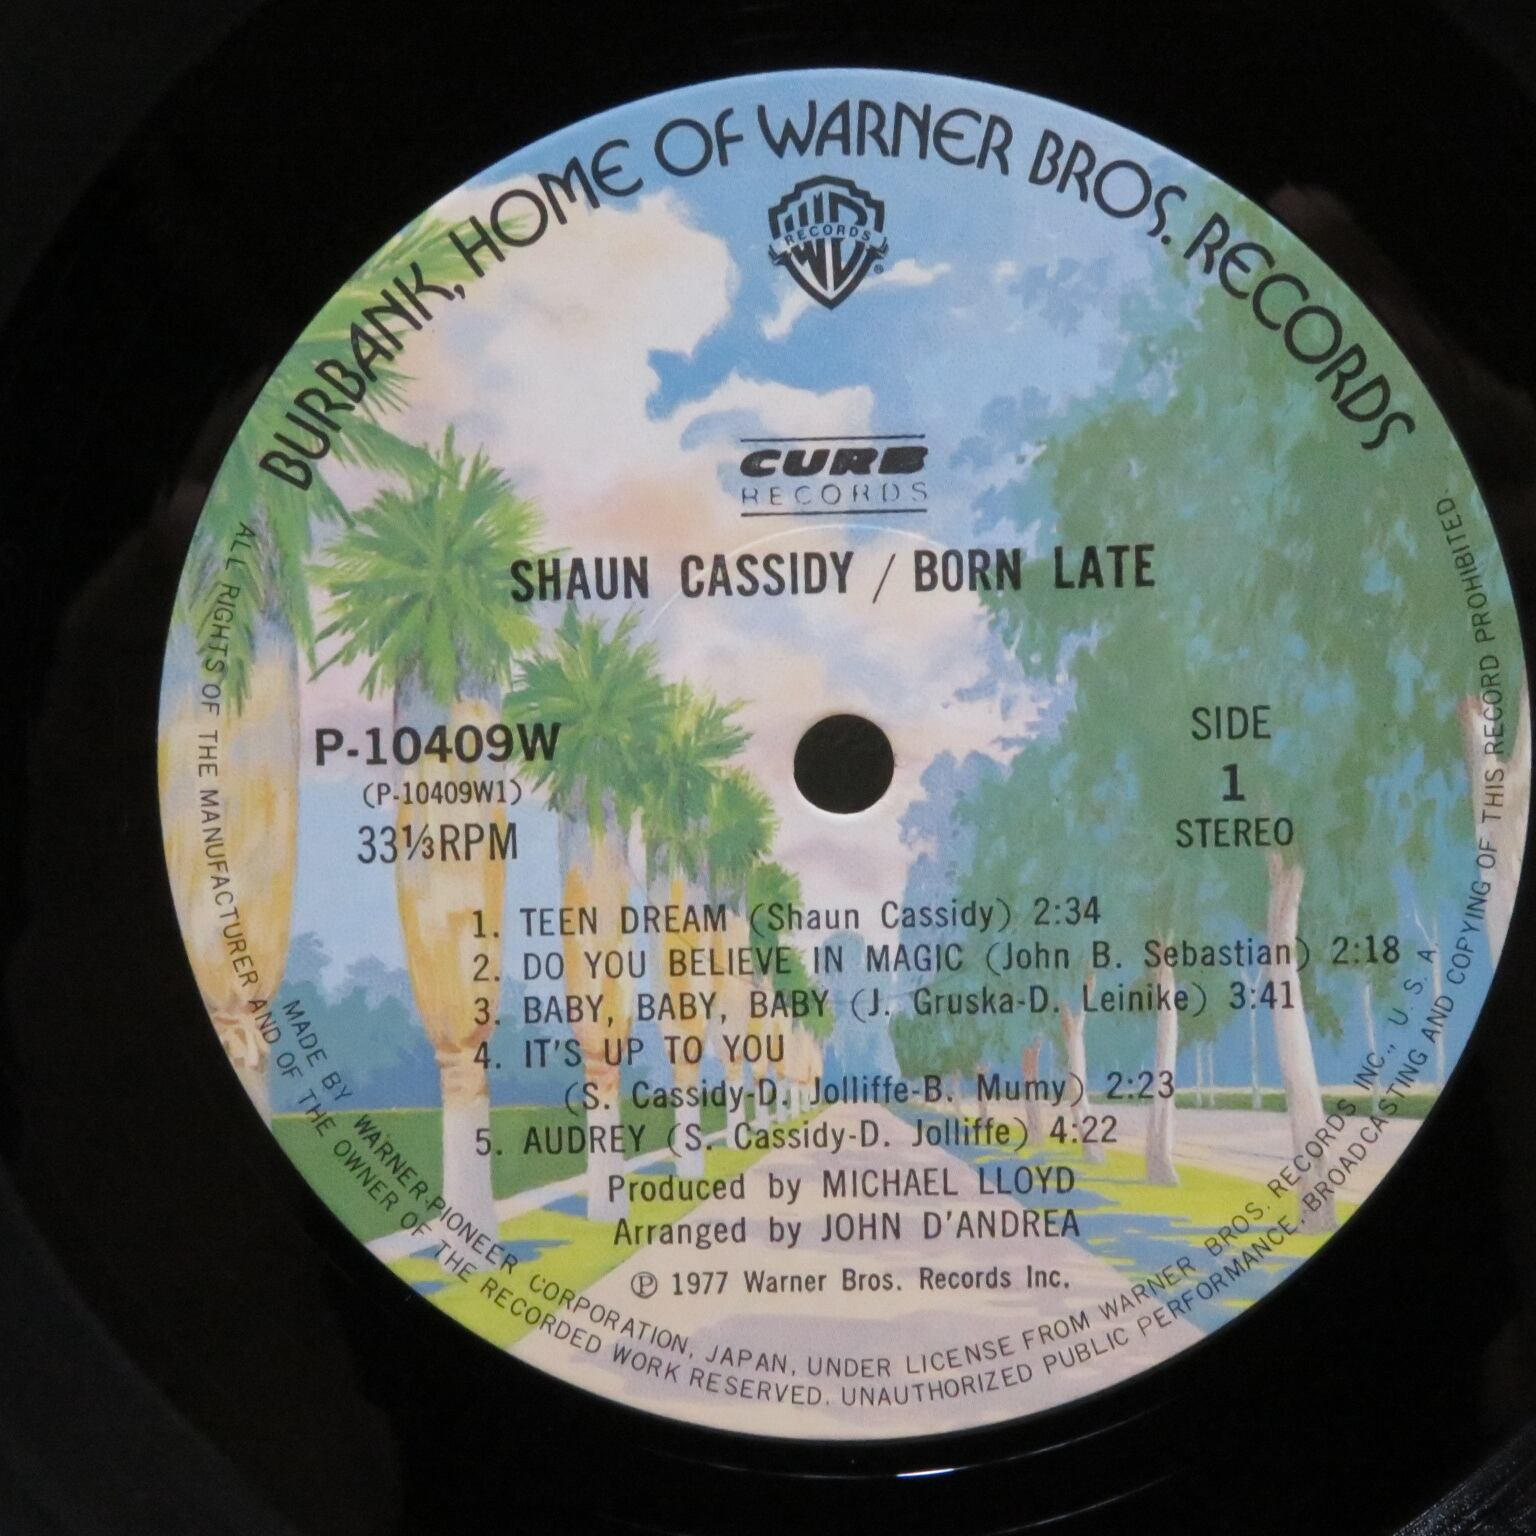 BURBANK, HOME OF WARNER BROS. RECORDS
WB
RECORDS
®
CURB
RECORDS
SHAUN CASSIDY / BORN LATE
P-10409W
(P-10409W1)
33⅓RPM
SIDE
1
STEREO
1. TEEN DREAM (Shaun Cassidy) 2:34
2. DO YOU BELIEVE IN MAGIC (John B. Sebastian) 2:18
3. BABY, BABY, BABY (J. Gruska-D. Leinike) 3:41
4. IT'S UP TO YOU
(S. Cassidy-D. Jolliffe-B. Mumy) 2:23
5. AUDREY (S. Cassidy-D. Jolliffe) 4:22
Produced by MICHAEL LLOYD
Arranged by JOHN D'ANDREA
Ⓟ 1977 Warner Bros. Records Inc.
MADE BY WARNER-PIONEER CORPORATION, JAPAN, UNDER LICENSE FROM WARNER BROS. RECORDS INC., U. S. A.
ALL RIGHTS OF THE MANUFACTURER AND OF THE OWNER OF THE RECORDED WORK RESERVED. UNAUTHORIZED PUBLIC PERFORMANCE, BROADCASTING AND COPYING OF THIS RECORD PROHIBITED.